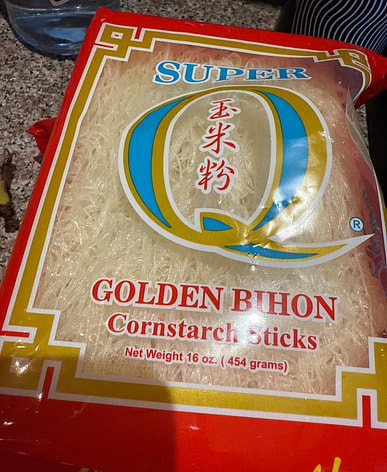 SUPER
Q
玉
米
粉
®
GOLDEN BIHON
Cornstarch Sticks
Net Weight 16 oz. ( 454 grams)